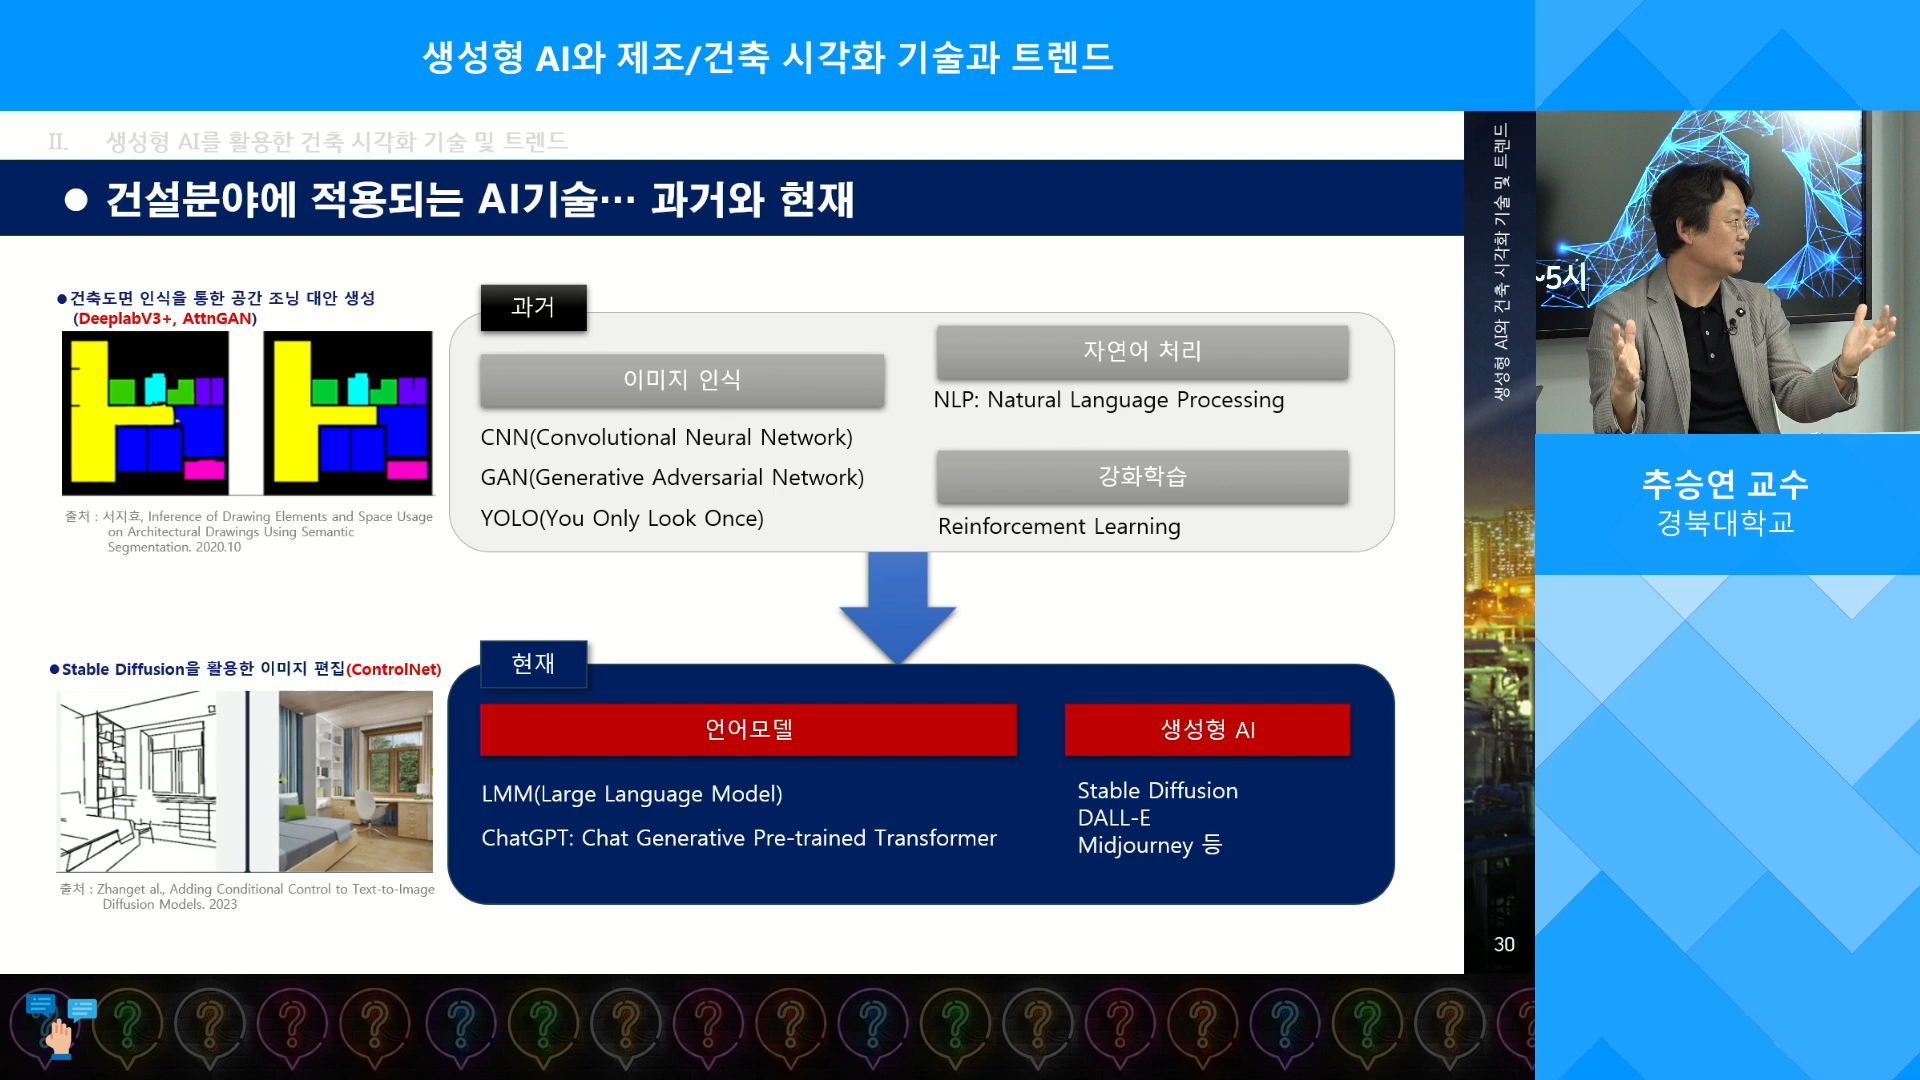 생성형 AI와 제조/건축 시각화 기술과 트렌드
II. 생성형 AI를 활용한 건축 시각화 기술 및 트렌드
● 건설분야에 적용되는 AI기술… 과거와 현재
●건축도면 인식을 통한 공간 조닝 대안 생성
(DeeplabV3+, AttnGAN)
출처 : 서지효, Inference of Drawing Elements and Space Usage
on Architectural Drawings Using Semantic
Segmentation. 2020.10
과거
이미지 인식
CNN(Convolutional Neural Network)
GAN(Generative Adversarial Network)
YOLO(You Only Look Once)
자연어 처리
NLP: Natural Language Processing
강화학습
Reinforcement Learning
●Stable Diffusion을 활용한 이미지 편집(ControlNet)
출처 : Zhanget al., Adding Conditional Control to Text-to-Image
Diffusion Models. 2023
현재
언어모델
LMM(Large Language Model)
ChatGPT: Chat Generative Pre-trained Transformer
생성형 AI
Stable Diffusion
DALL-E
Midjourney 등
생성형 AI와 건축 시각화 기술 및 트렌드
30
~5시
추승연 교수
경북대학교